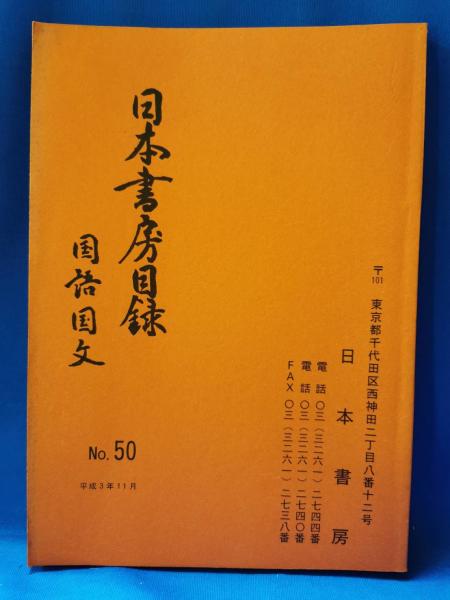 〒101 東京都千代田区西神田二丁目八番十二号
日本書房
電話 〇三(三二六一)二七四四番
電話 〇三(三二六一)二七四〇番
FAX 〇三(三二六一)二七三八番
日本書房目録
国語国文
No. 50
平成3年11月